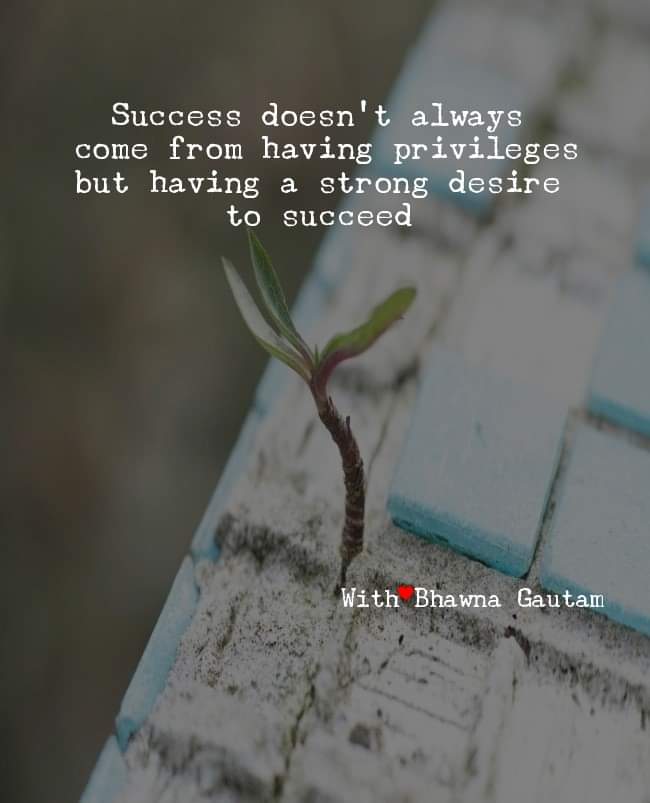 Success doesn't always
come from having privileges
but having a strong desire
to succeed
With❤Bhawna Gautam